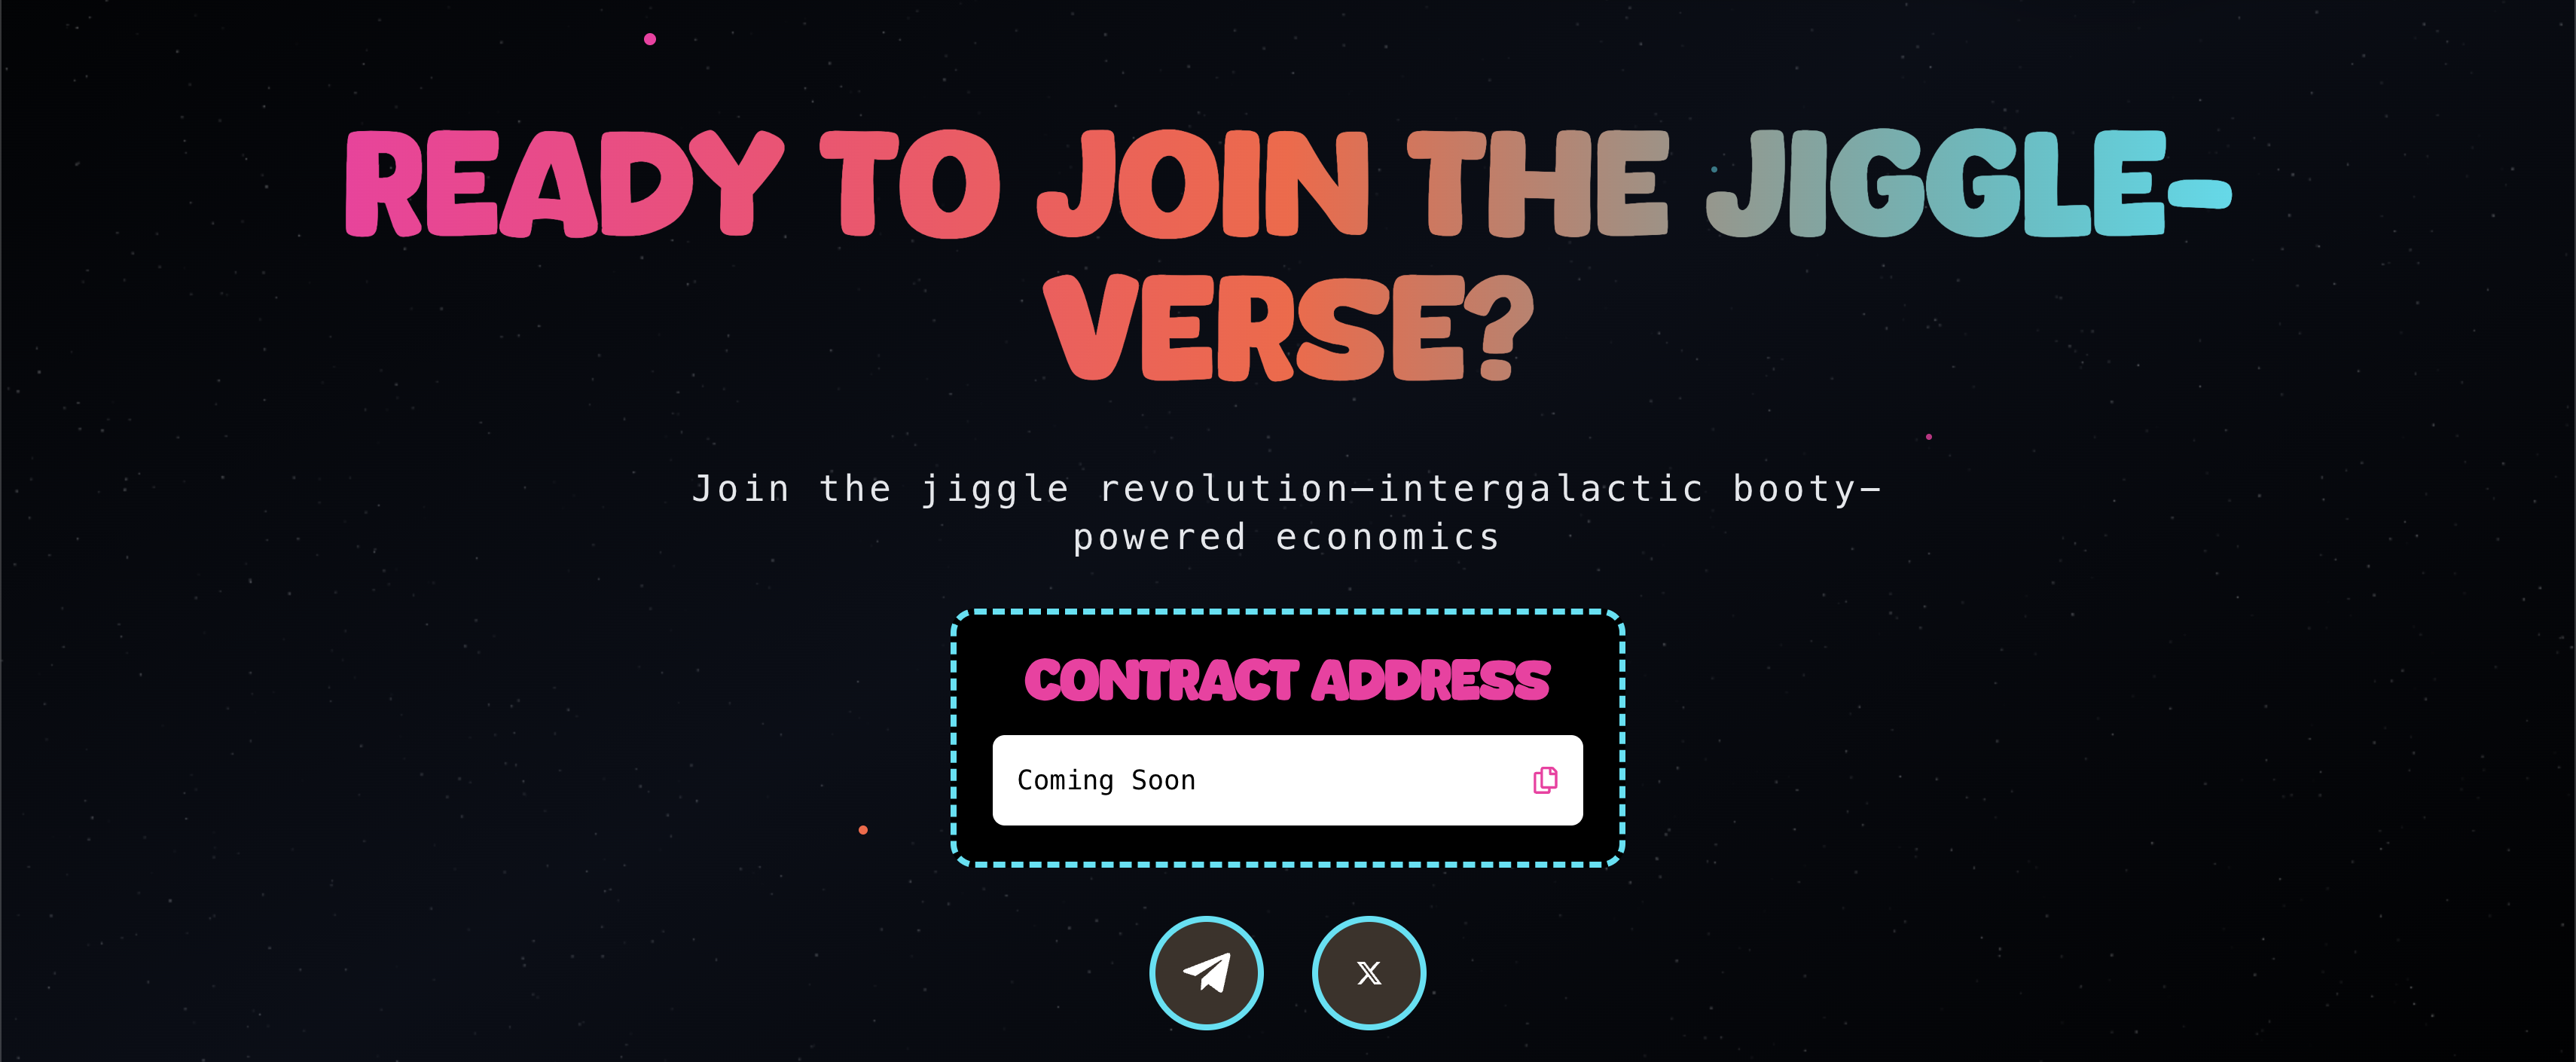 READY TO JOIN THE JIGGLE-
VERSE?
Join the jiggle revolution—intergalactic booty-
powered economics
CONTRACT ADDRESS
Coming Soon